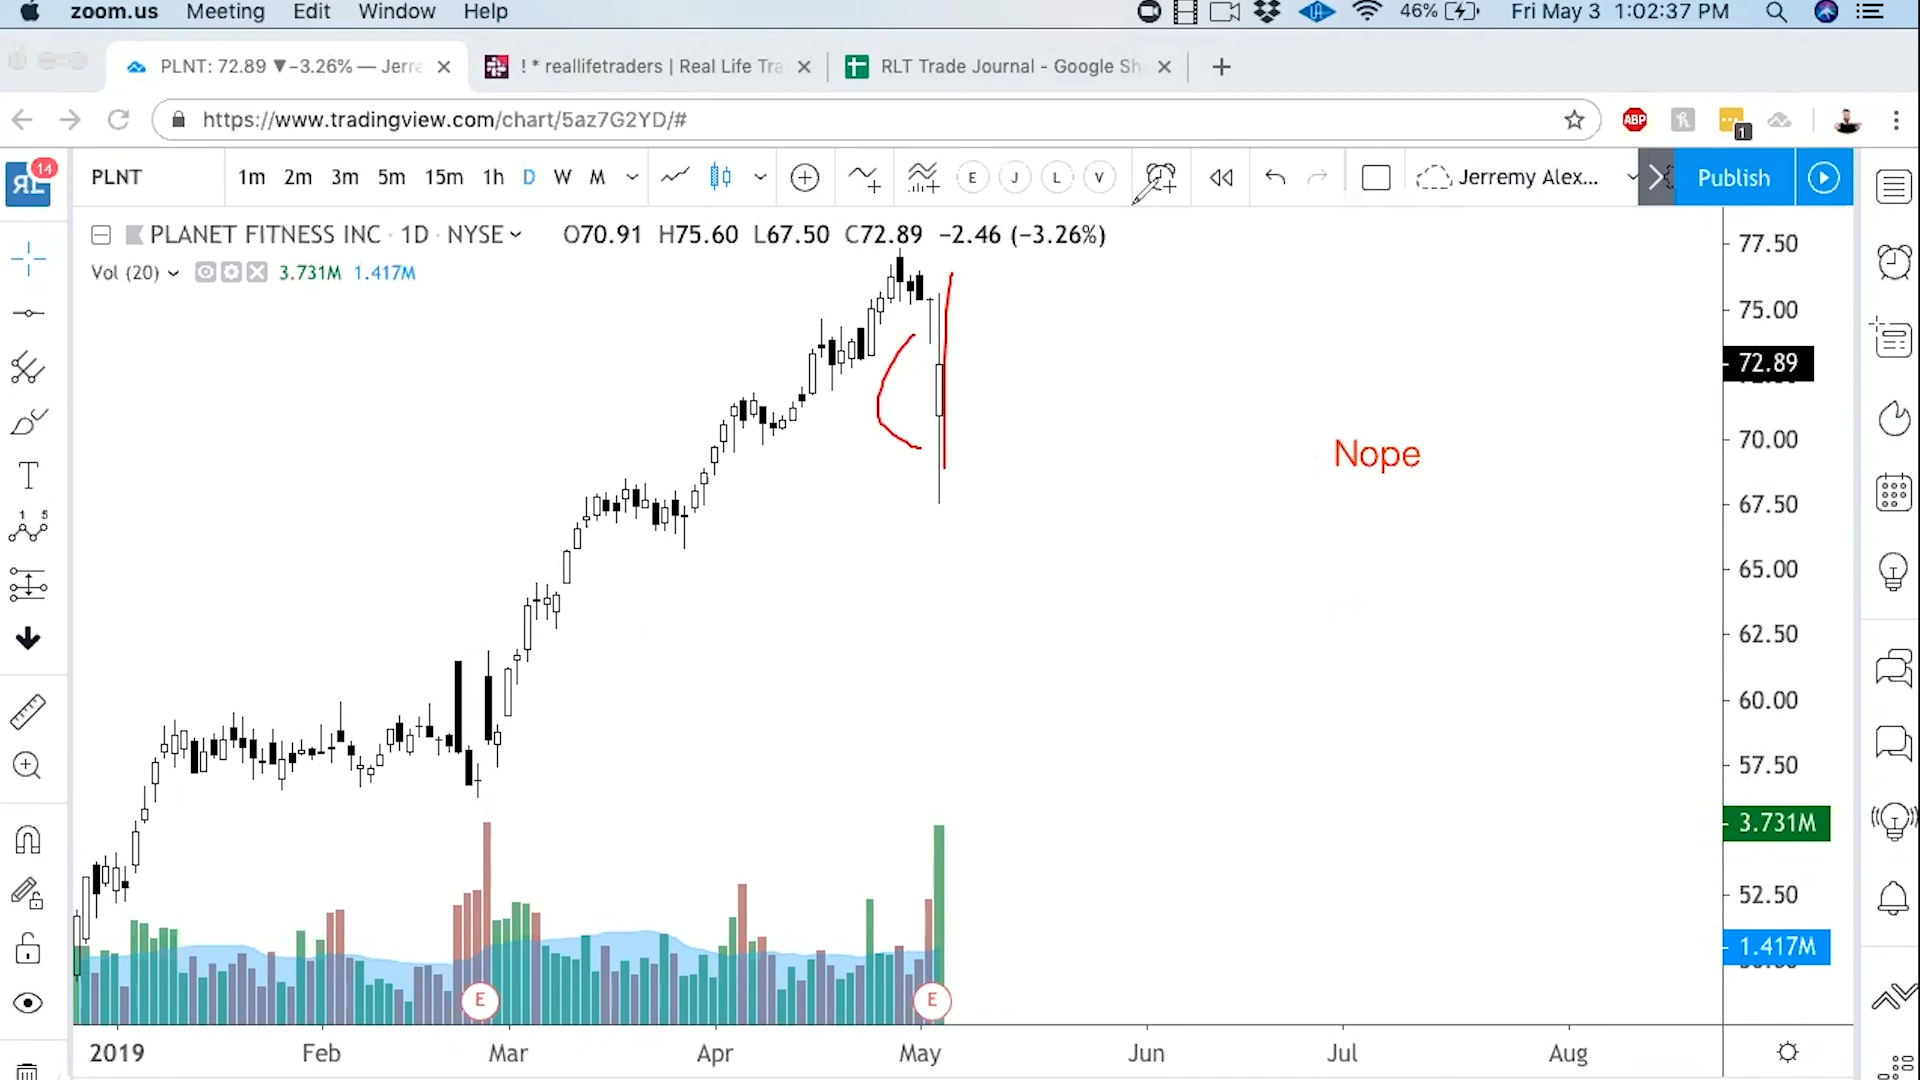 zoom.us Meeting Edit Window Help 46% Fri May 3 1:02:37 PM
PLNT: 72.89 ▼−3.26% — Jerre
! * reallifetraders | Real Life Tra
RLT Trade Journal - Google Sh
https://www.tradingview.com/chart/5az7G2YD/#
ABP
1
14
PLNT 1m 2m 3m 5m 15m 1h D W M E J L V Jerremy Alex... Publish
PLANET FITNESS INC · 1D · NYSE O70.91 H75.60 L67.50 C72.89 −2.46 (−3.26%)
Vol (20) 3.731M 1.417M
77.50
75.00
72.89
70.00
67.50
65.00
62.50
60.00
57.50
3.731M
52.50
1.417M
Nope
E E
2019 Feb Mar Apr May Jun Jul Aug